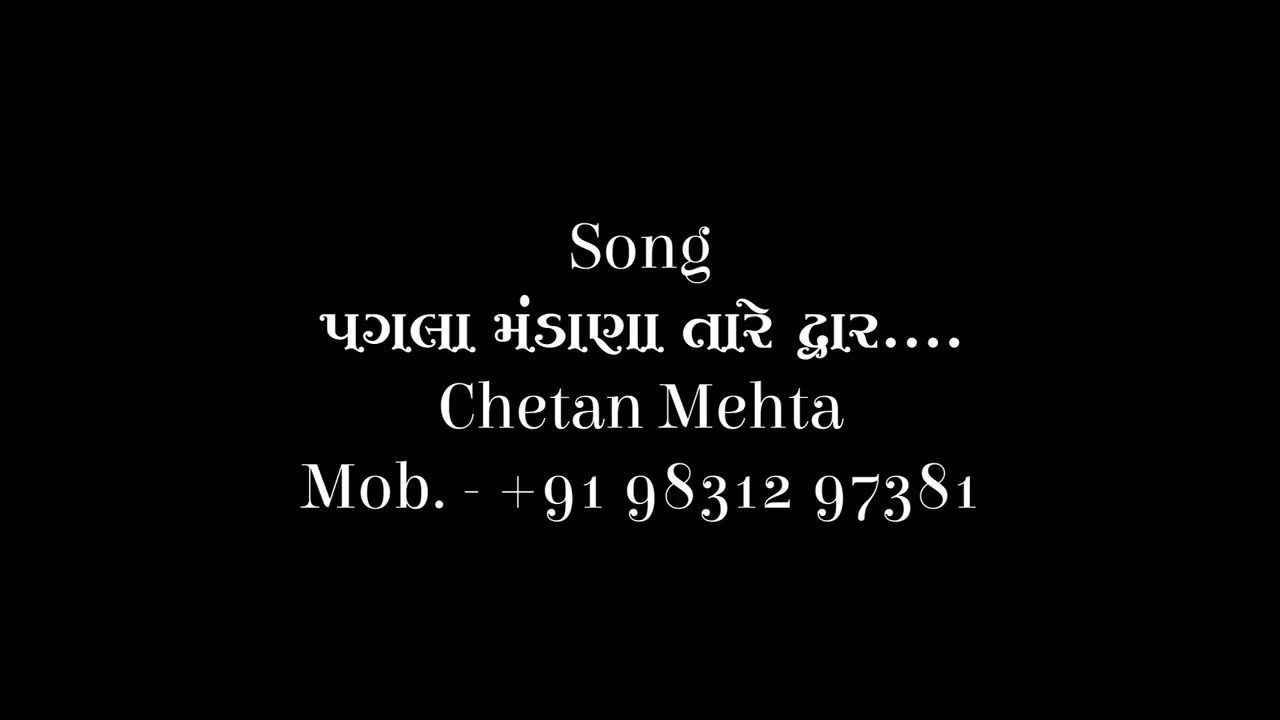 Song
પગલા મંડાણા તારે દ્વાર....
Chetan Mehta
Mob. - +91 98312 97381